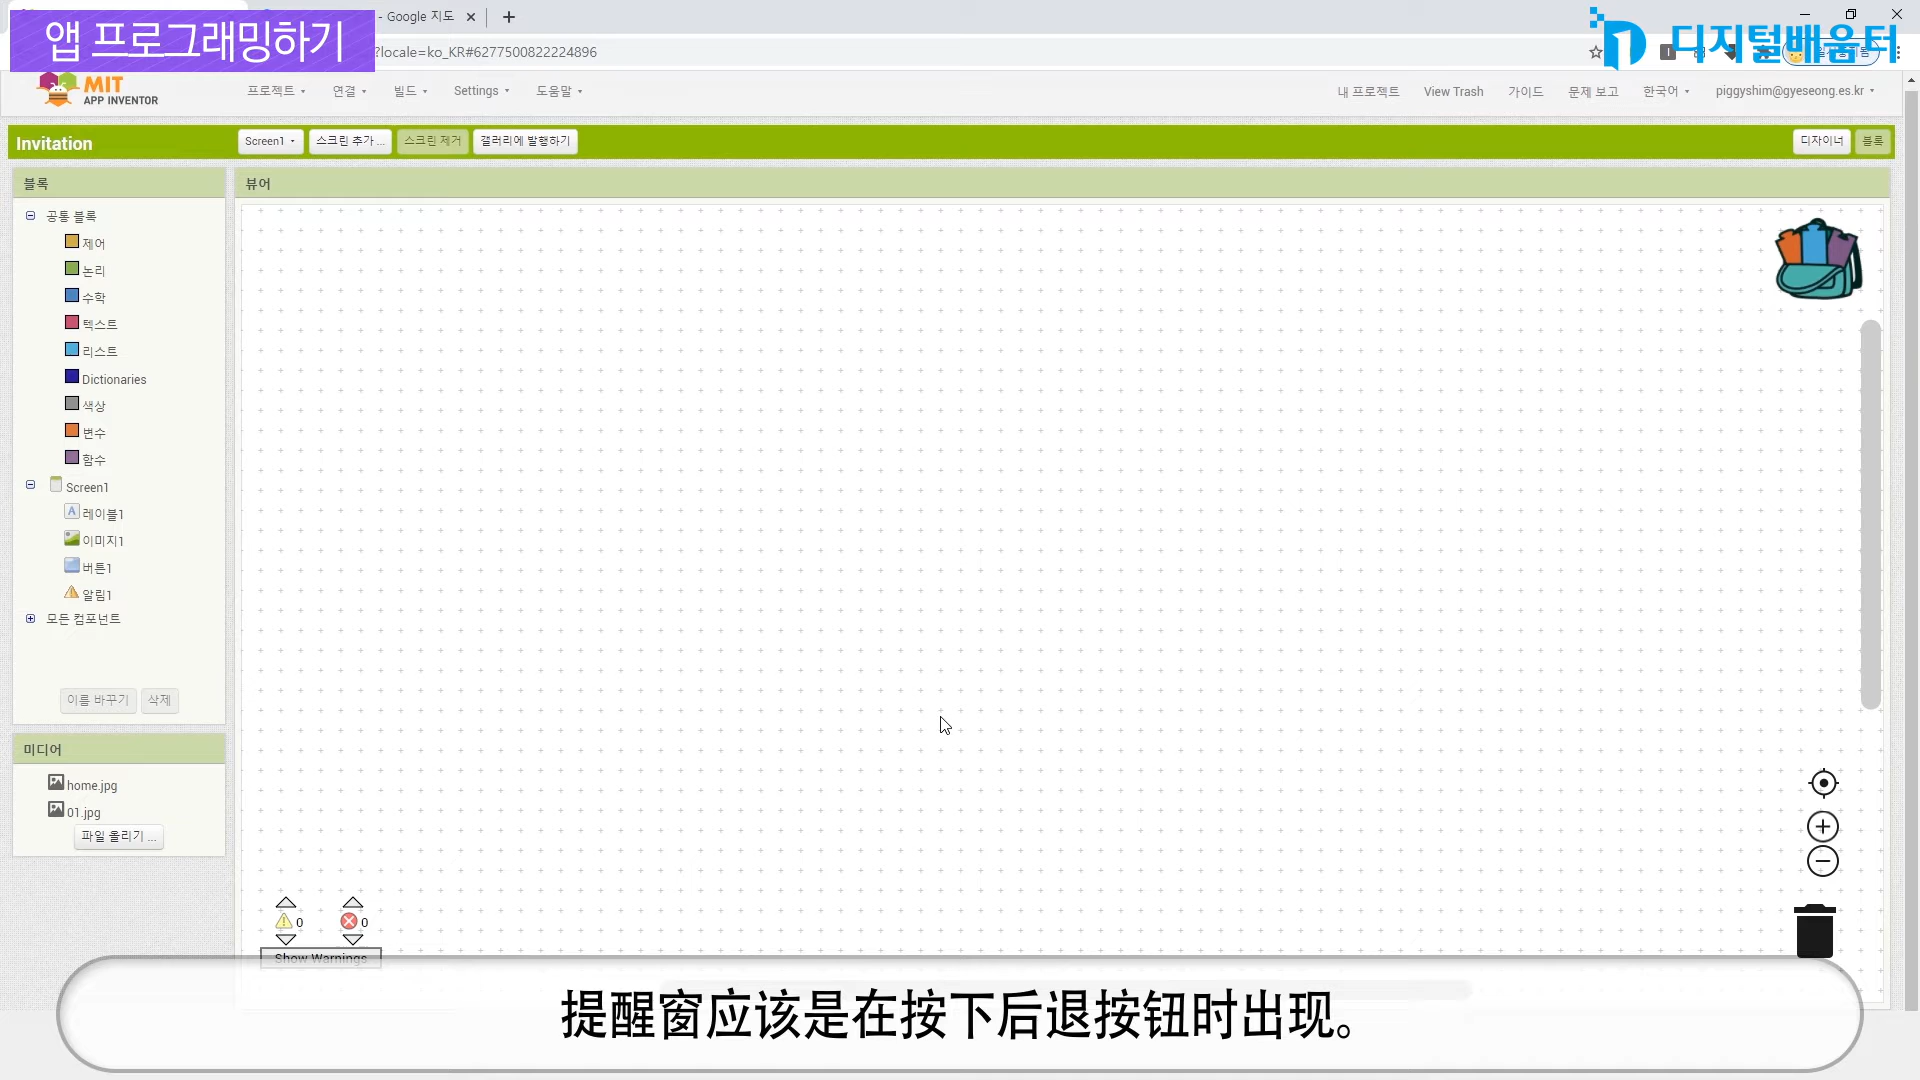 - Google 지도
앱 프로그래밍하기
디지털배움터
?locale=ko_KR#6277500822224896
MIT
APP INVENTOR
프로젝트
연결
빌드
Settings
도움말
내 프로젝트
View Trash
가이드
문제 보고
한국어
piggyshim@gyeseong.es.kr
Invitation
Screen1
스크린 추가 ...
스크린 제거
갤러리에 발행하기
디자이너
블록
블록
뷰어
공통 블록
제어
논리
수학
텍스트
리스트
Dictionaries
색상
변수
함수
Screen1
레이블1
이미지1
버튼1
알림1
모든 컴포넌트
이름 바꾸기
삭제
미디어
home.jpg
01.jpg
파일 올리기 ...
0
0
Show Warnings
提醒窗应该是在按下后退按钮时出现。